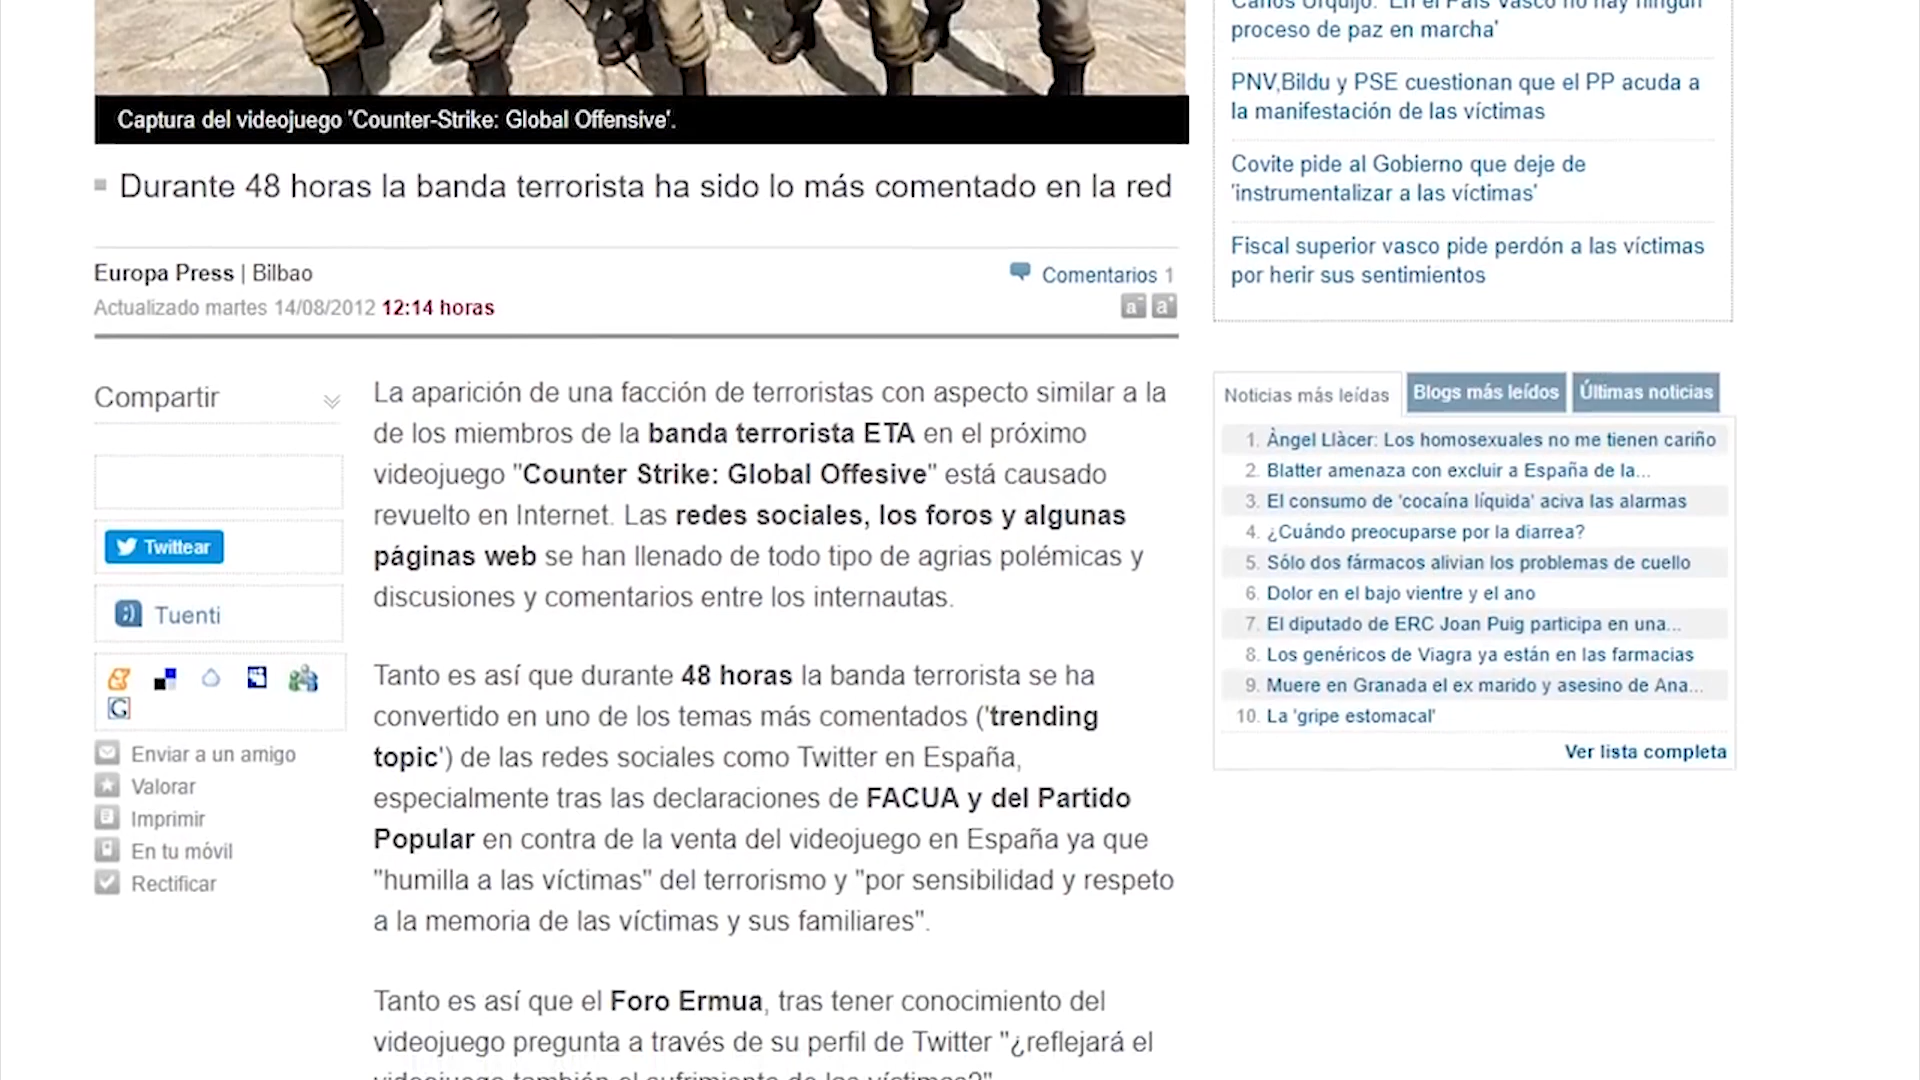 Captura del videojuego 'Counter-Strike: Global Offensive'.
Durante 48 horas la banda terrorista ha sido lo más comentado en la red
Europa Press | Bilbao
Comentarios 1
Actualizado martes 14/08/2012 12:14 horas
a- a+
Compartir
Twittear
Tuenti
G
Enviar a un amigo
Valorar
Imprimir
En tu móvil
Rectificar
La aparición de una facción de terroristas con aspecto similar a la
de los miembros de la banda terrorista ETA en el próximo
videojuego "Counter Strike: Global Offesive" está causado
revuelto en Internet. Las redes sociales, los foros y algunas
páginas web se han llenado de todo tipo de agrias polémicas y
discusiones y comentarios entre los internautas.
Tanto es así que durante 48 horas la banda terrorista se ha
convertido en uno de los temas más comentados ('trending
topic') de las redes sociales como Twitter en España,
especialmente tras las declaraciones de FACUA y del Partido
Popular en contra de la venta del videojuego en España ya que
"humilla a las víctimas" del terrorismo y "por sensibilidad y respeto
a la memoria de las víctimas y sus familiares".
Tanto es así que el Foro Ermua, tras tener conocimiento del
videojuego pregunta a través de su perfil de Twitter "¿reflejará el
videojuego también el sufrimiento de las víctimas?"
Carlos Urquijo: 'En el País Vasco no hay ningún
proceso de paz en marcha'
PNV,Bildu y PSE cuestionan que el PP acuda a
la manifestación de las víctimas
Covite pide al Gobierno que deje de
'instrumentalizar a las víctimas'
Fiscal superior vasco pide perdón a las víctimas
por herir sus sentimientos
Noticias más leídas Blogs más leídos Últimas noticias
1. Àngel Llàcer: Los homosexuales no me tienen cariño
2. Blatter amenaza con excluir a España de la...
3. El consumo de 'cocaína líquida' aciva las alarmas
4. ¿Cuándo preocuparse por la diarrea?
5. Sólo dos fármacos alivian los problemas de cuello
6. Dolor en el bajo vientre y el ano
7. El diputado de ERC Joan Puig participa en una...
8. Los genéricos de Viagra ya están en las farmacias
9. Muere en Granada el ex marido y asesino de Ana...
10. La 'gripe estomacal'
Ver lista completa